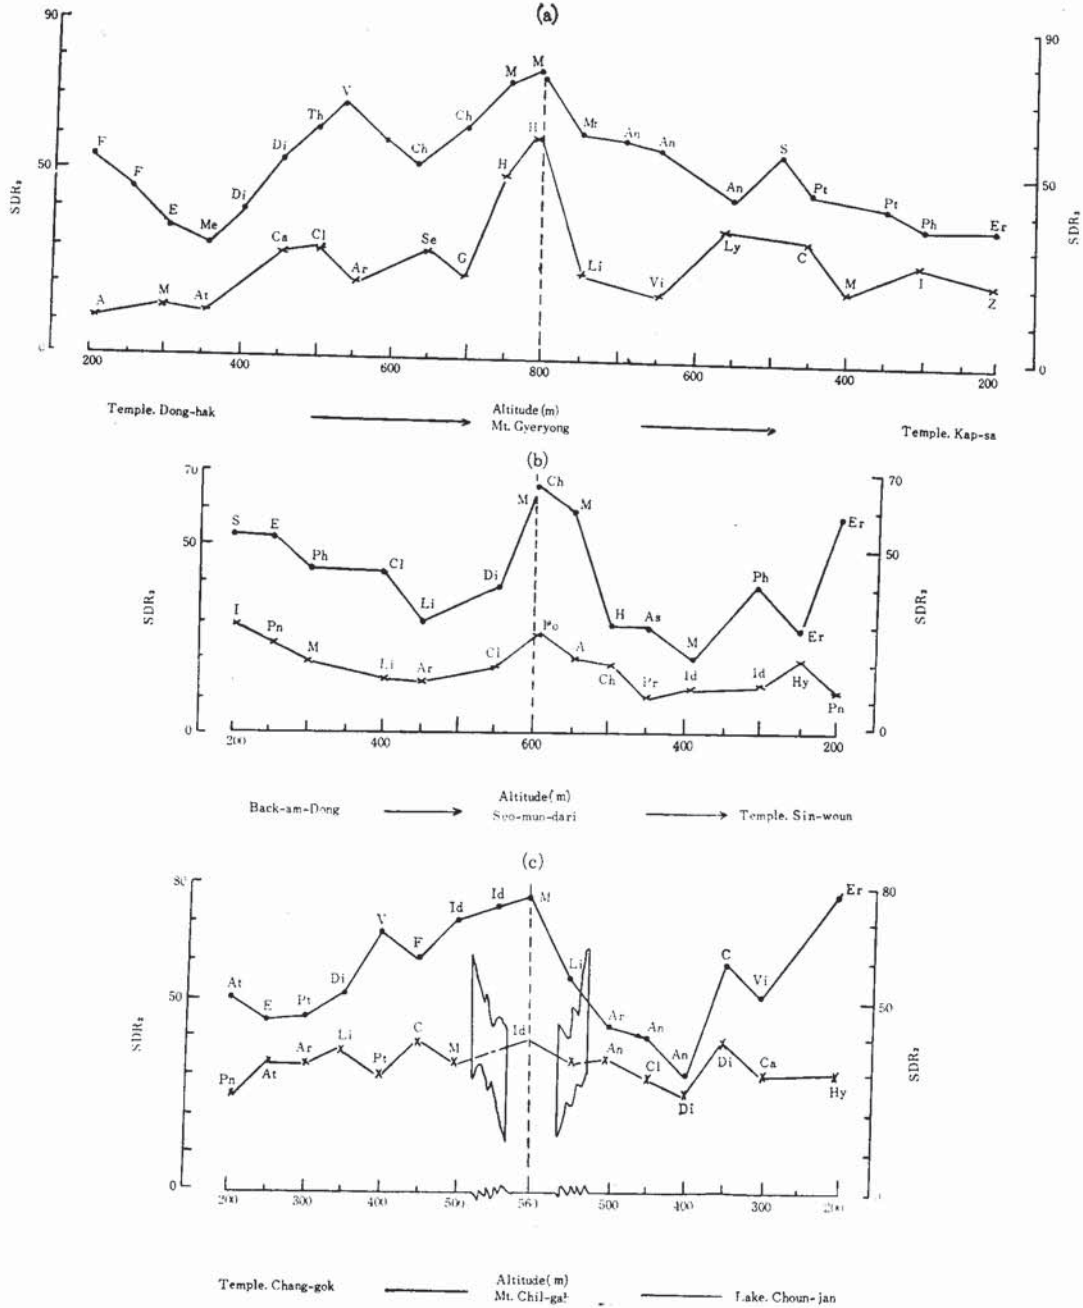 (a)
90
90
M
M
V
Th
Ch
F
Di
Ch
H
Mr
An
An
S
50
F
H
50
SDR₂
E
Di
An
Pt
Me
Pt
Ph
Er
SDR₂
Ca
Cl
Se
Ly
C
Ar
G
Li
A
M
At
Vi
M
I
Z
0
0
200
400
600
800
600
400
200
Temple. Dong-hak
Altitude(m)
Temple. Kap-sa
Mt. Gyeryong
(b)
70
70
Ch
M
M
S
E
Er
50
50
Ph
Cl
Di
Ph
SDR₂
Li
H
As
SDR₂
I
Pn
M
Po
M
Er
Cl
A
Li
Ar
Ch
Pr
Id
Id
Hy
Pn
0
0
200
400
600
400
200
Back-am-Dong
Altitude(m)
Temple. Sin-woun
Seo-mun-dari
(c)
80
80
Id
Id
M
Er
V
F
C
Li
At
Di
Vi
E
Pt
50
50
Ar
An
SDR₂
An
SDR₂
Ar
Li
C
M
Id
An
Pn
At
Pt
Cl
Di
Ca
Di
Hy
0
200
300
400
500
560
500
400
300
200
Temple. Chang-gok
Altitude(m)
Lake. Choun-jan